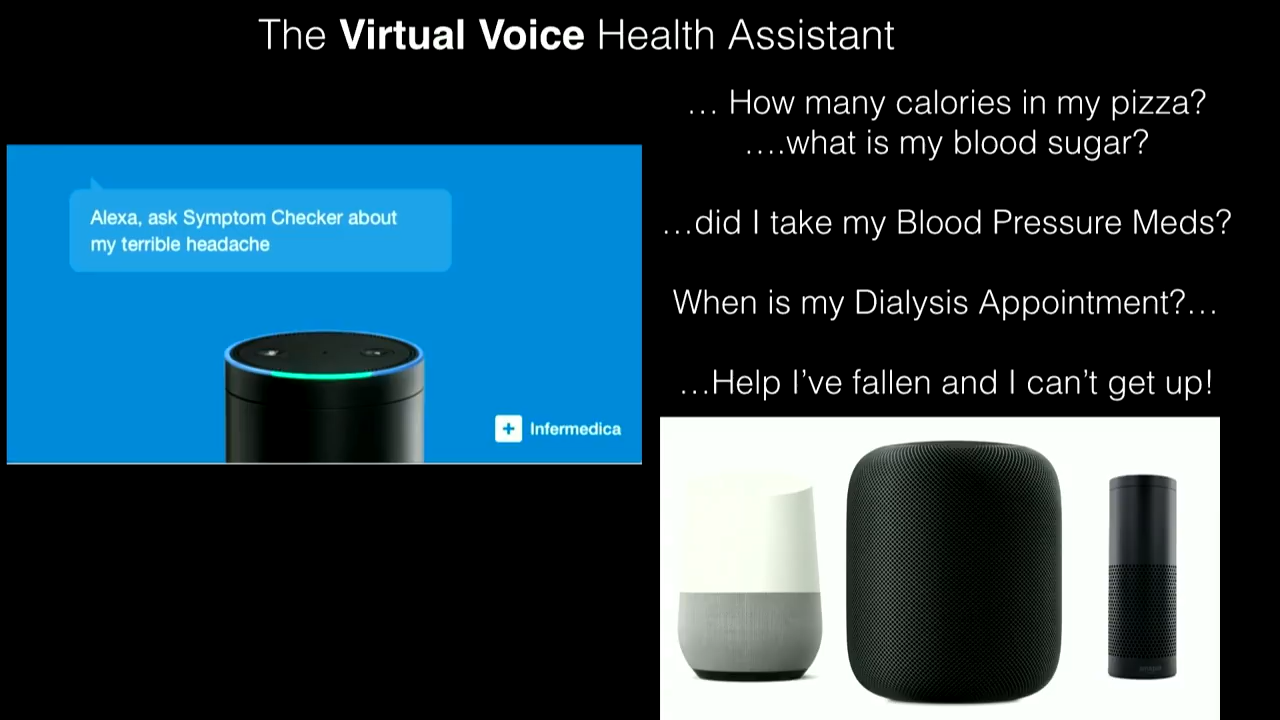 The Virtual Voice Health Assistant
… How many calories in my pizza?
….what is my blood sugar?
…did I take my Blood Pressure Meds?
When is my Dialysis Appointment?…
…Help I’ve fallen and I can’t get up!
Alexa, ask Symptom Checker about
my terrible headache
Infermedica
amazon